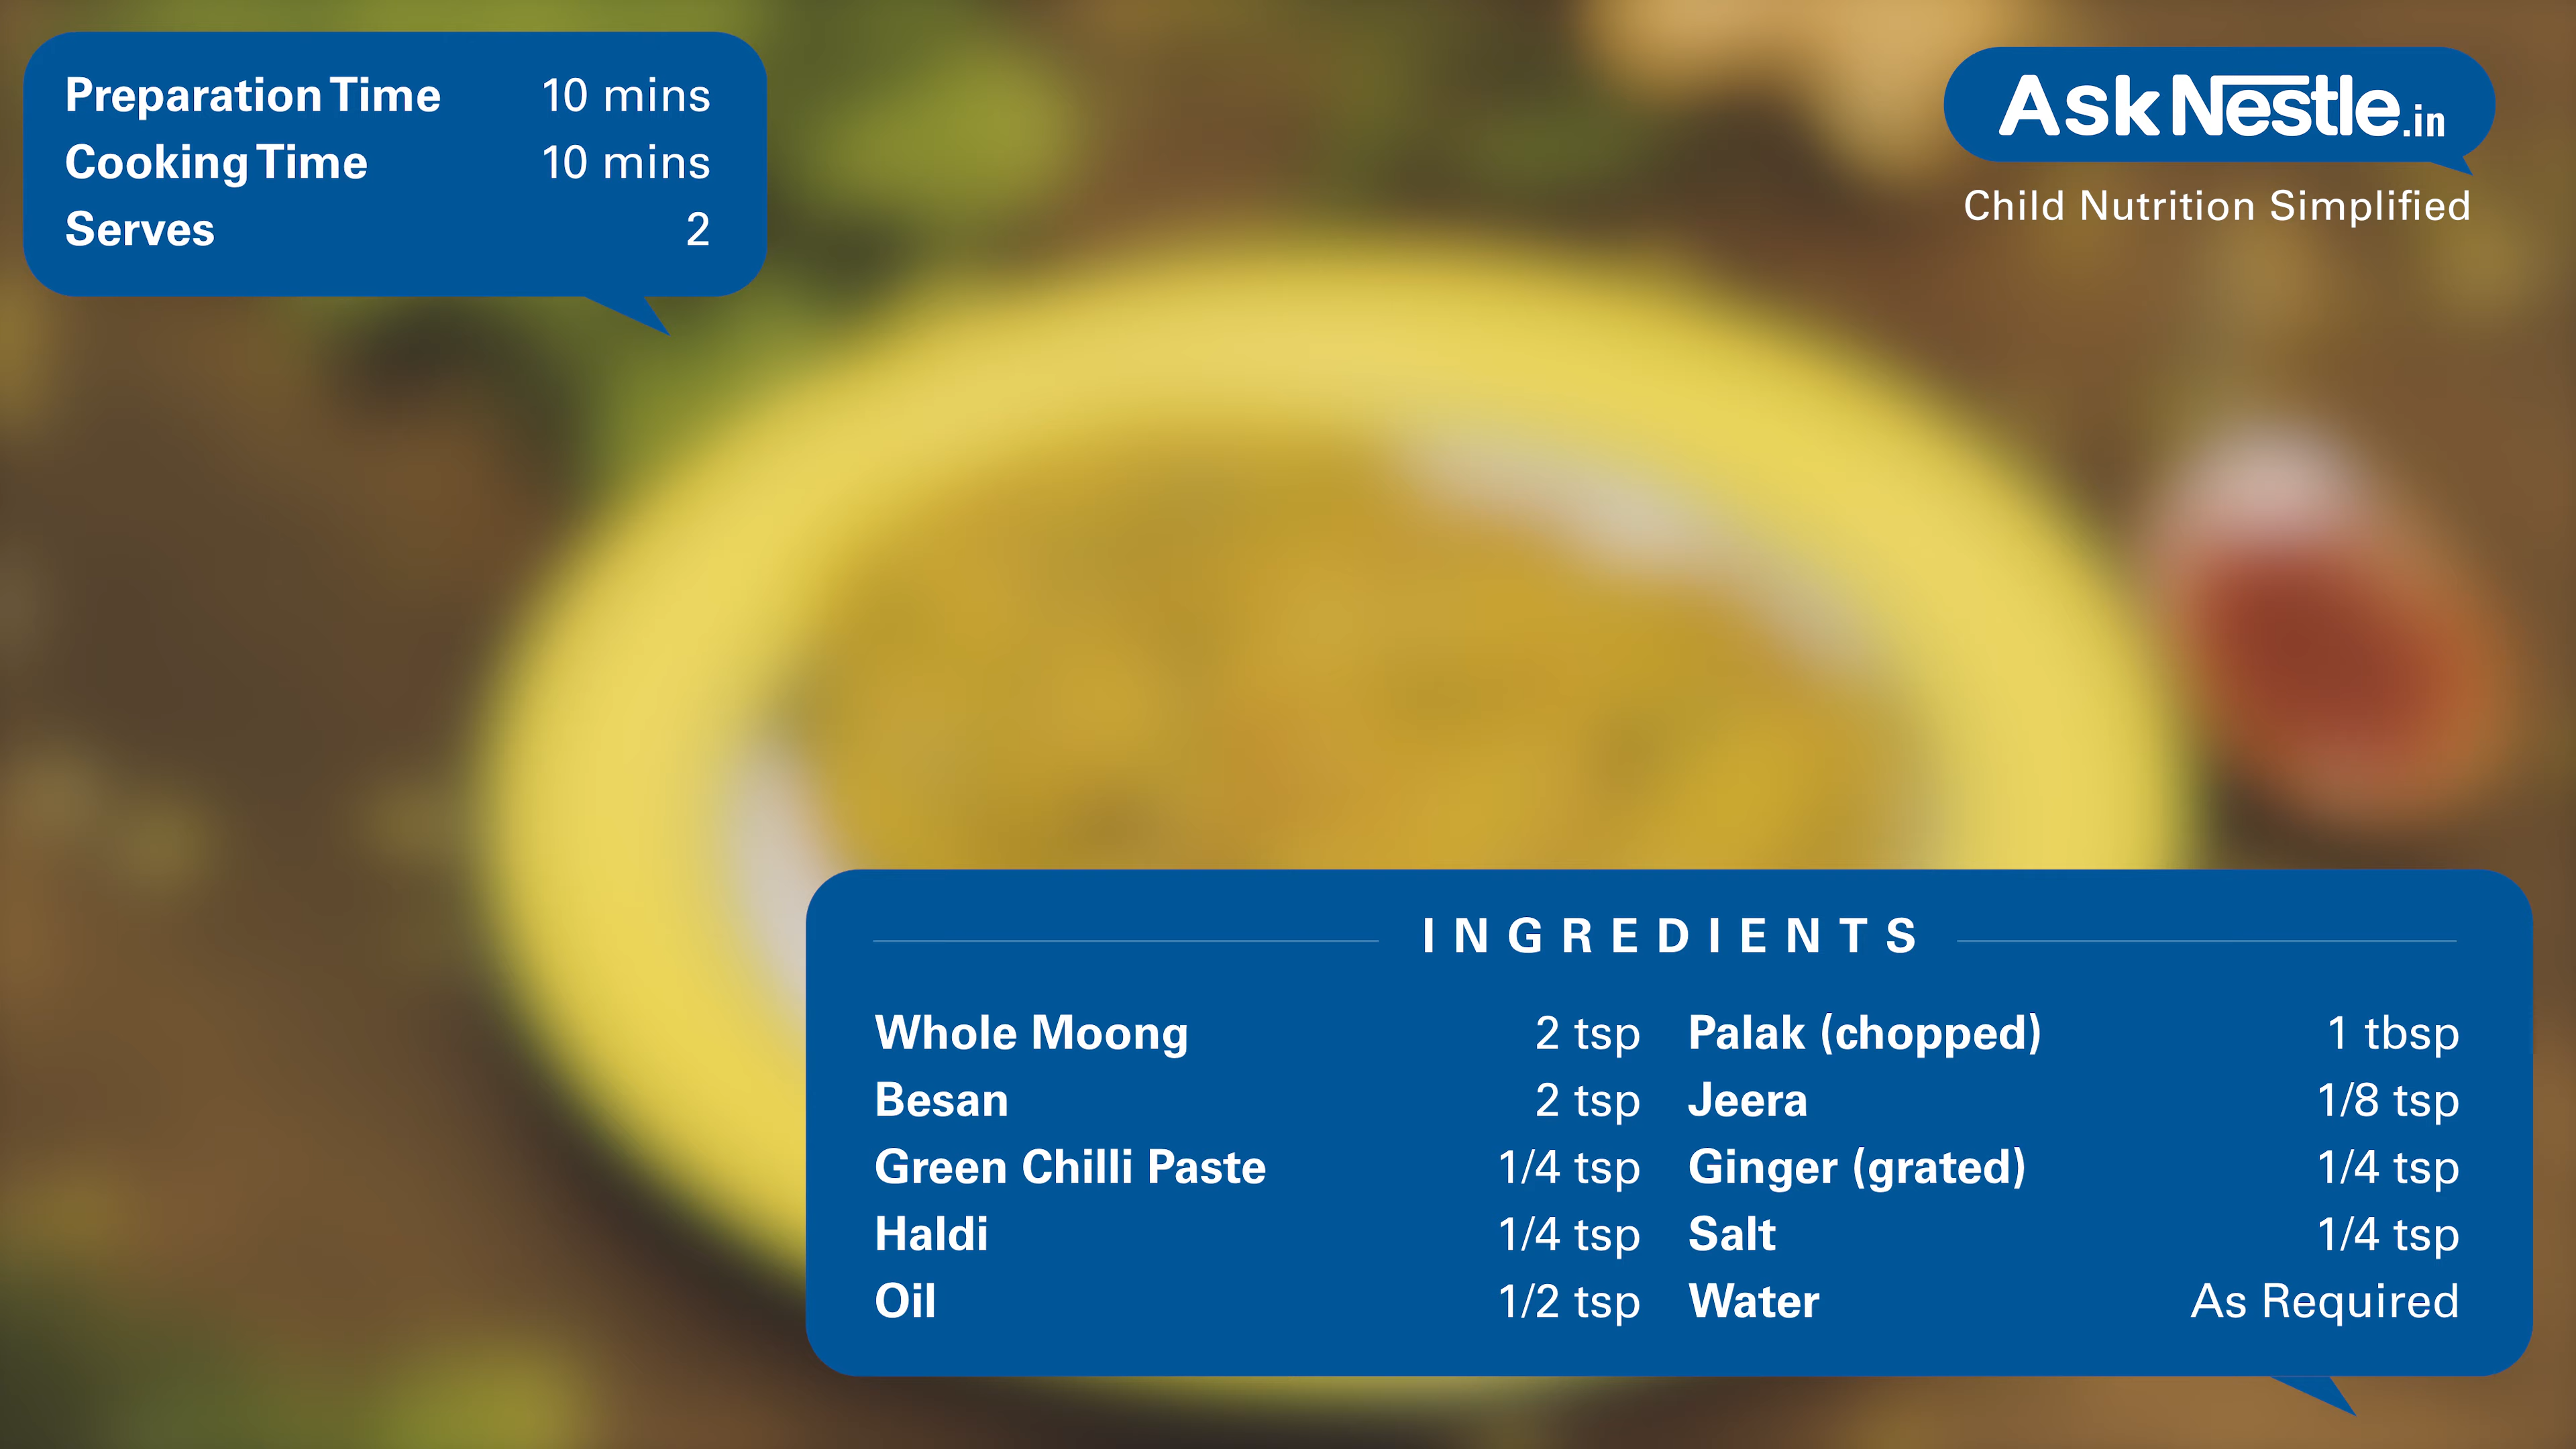 Preparation Time 10 mins
Cooking Time 10 mins
Serves 2
Ask Nestle.in
Child Nutrition Simplified
INGREDIENTS
Whole Moong 2 tsp Palak (chopped) 1 tbsp
Besan 2 tsp Jeera 1/8 tsp
Green Chilli Paste 1/4 tsp Ginger (grated) 1/4 tsp
Haldi 1/4 tsp Salt 1/4 tsp
Oil 1/2 tsp Water As Required